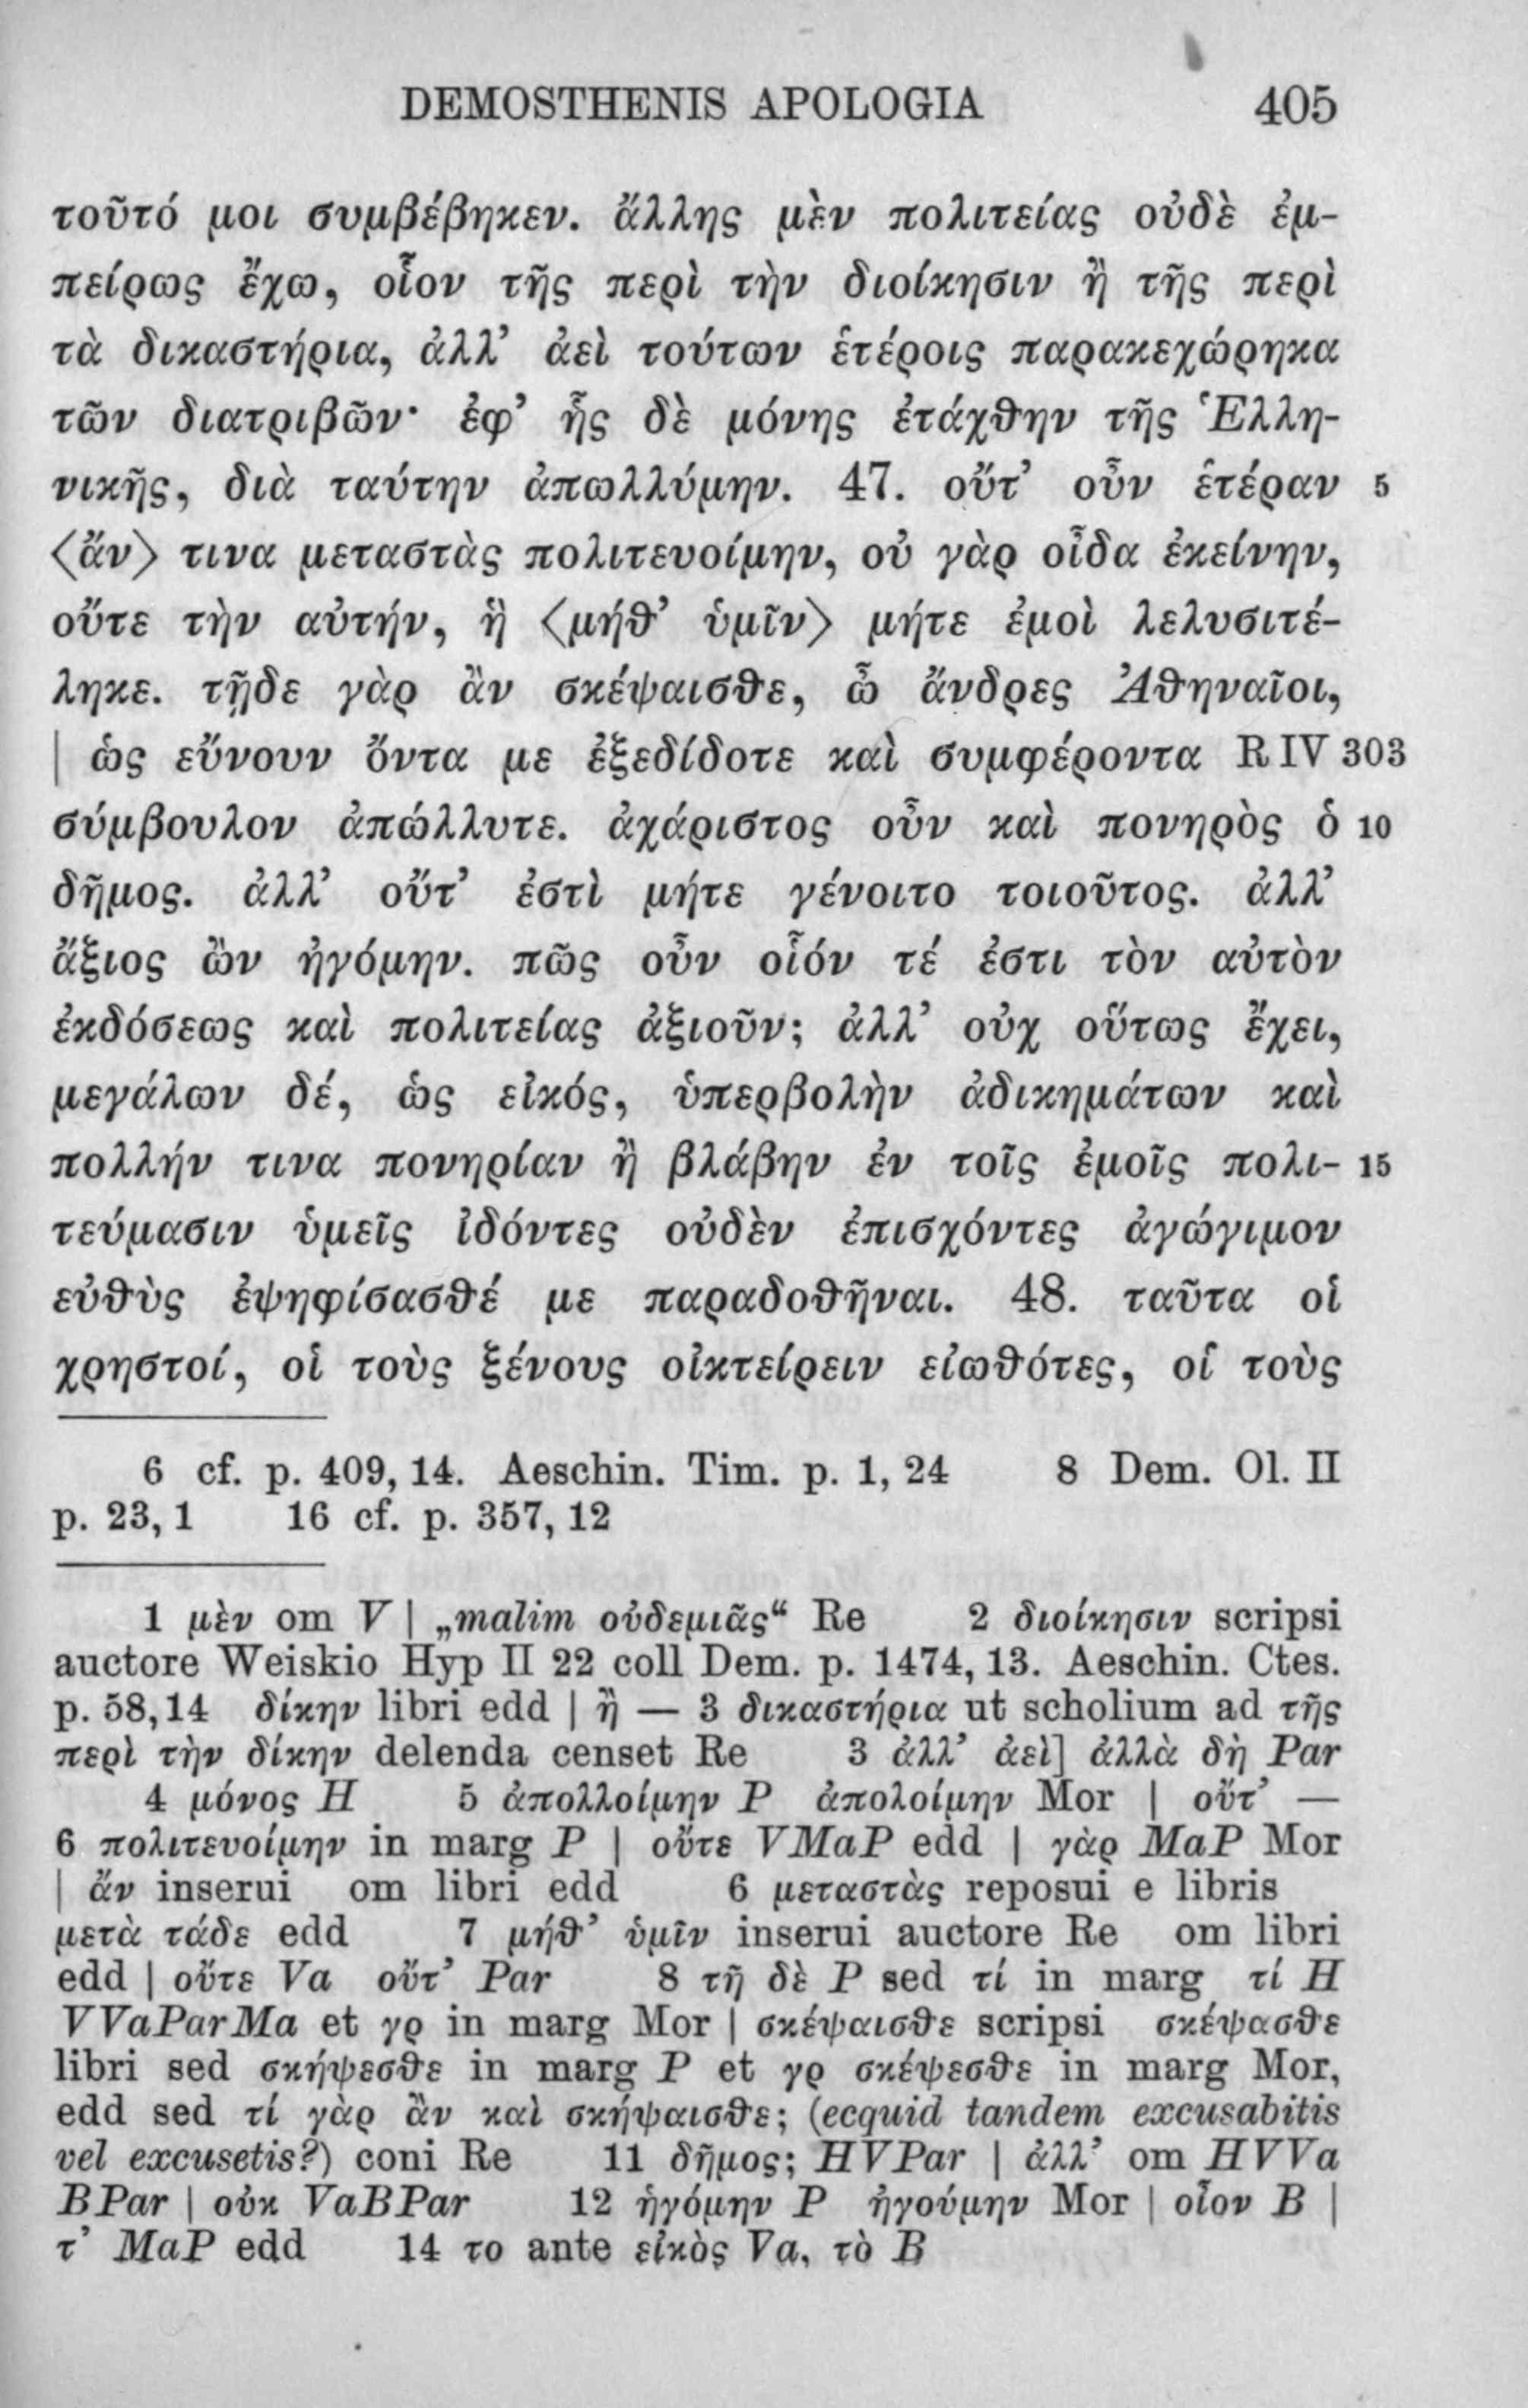 DEMOSTHENIS APOLOGIA 405
τοῦτό μοι συμβέβηκεν. ἄλλης μὲν πολιτείας οὐδὲ ἐμ-
πείρως ἔχω, οἷον τῆς περὶ τὴν διοίκησιν ἢ τῆς περὶ
τὰ δικαστήρια, ἀλλ’ ἀεὶ τούτων ἑτέροις παρακεχώρηκα
τῶν διατριβῶν· ἐφ’ ἧς δὲ μόνης ἐτάχθην τῆς Ἑλλη-
νικῆς, διὰ ταύτην ἀπωλλύμην. 47. οὔτ’ οὖν ἑτέραν 5
⟨ἄν⟩ τινα μεταστὰς πολιτευοίμην, οὐ γὰρ οἶδα ἐκείνην,
οὔτε τὴν αὐτήν, ἣ ⟨μήθ’ ὑμῖν⟩ μήτε ἐμοὶ λελυσιτέ-
ληκε. τῇδε γὰρ ἂν σκέψαισθε, ὦ ἄνδρες Ἀθηναῖοι,
| ὡς εὔνουν ὄντα με ἐξεδίδοτε καὶ συμφέροντα R IV 303
σύμβουλον ἀπώλλυτε. ἀχάριστος οὖν καὶ πονηρὸς ὁ 10
δῆμος. ἀλλ’ οὔτ’ ἐστὶ μήτε γένοιτο τοιοῦτος. ἀλλ’
ἄξιος ὢν ἠγόμην. πῶς οὖν οἷόν τέ ἐστι τὸν αὐτὸν
ἐκδόσεως καὶ πολιτείας ἀξιοῦν; ἀλλ’ οὐχ οὕτως ἔχει,
μεγάλων δέ, ὡς εἰκός, ὑπερβολὴν ἀδικημάτων καὶ
πολλήν τινα πονηρίαν ἢ βλάβην ἐν τοῖς ἐμοῖς πολι- 15
τεύμασιν ὑμεῖς ἰδόντες οὐδὲν ἐπισχόντες ἀγώγιμον
εὐθὺς ἐψηφίσασθέ με παραδοθῆναι. 48. ταῦτα οἱ
χρηστοί, οἱ τοὺς ξένους οἰκτείρειν εἰωθότες, οἳ τοὺς
6 cf. p. 409, 14. Aeschin. Tim. p. 1, 24 8 Dem. Ol. II
p. 23, 1 16 cf. p. 357, 12
1 μὲν om V | „malim οὐδεμιᾶς“ Re 2 διοίκησιν scripsi
auctore Weiskio Hyp II 22 coll Dem. p. 1474, 13. Aeschin. Ctes.
p. 58, 14 δίκην libri edd | ἢ — 3 δικαστήρια ut scholium ad τῆς
περὶ τὴν δίκην delenda censet Re 3 ἀλλ’ ἀεὶ] ἀλλὰ δὴ Par
4 μόνος H 5 ἀπολλοίμην P ἀπολοίμην Mor | οὔτ’ —
6 πολιτευοίμην in marg P | οὔτε VMaP edd | γὰρ MaP Mor
| ἄν inserui om libri edd 6 μεταστὰς reposui e libris
μετὰ τάδε edd 7 μήθ’ ὑμῖν inserui auctore Re om libri
edd | οὔτε Va οὔτ’ Par 8 τῇ δὲ P sed τί in marg τί H
VVaParMa et γρ in marg Mor | σκέψαισθε scripsi σκέψασθε
libri sed σκήψεσθε in marg P et γρ σκέψεσθε in marg Mor,
edd sed τί γὰρ ἂν καὶ σκήψαισθε; (ecquid tandem excusabitis
vel excusetis?) coni Re 11 δῆμος; HVPar | ἀλλ’ om HVVa
BPar | οὐκ VaBPar 12 ἡγόμην P ἡγούμην Mor | οἷον B |
τ’ MaP edd 14 το ante εἰκὸς Va, τὸ B